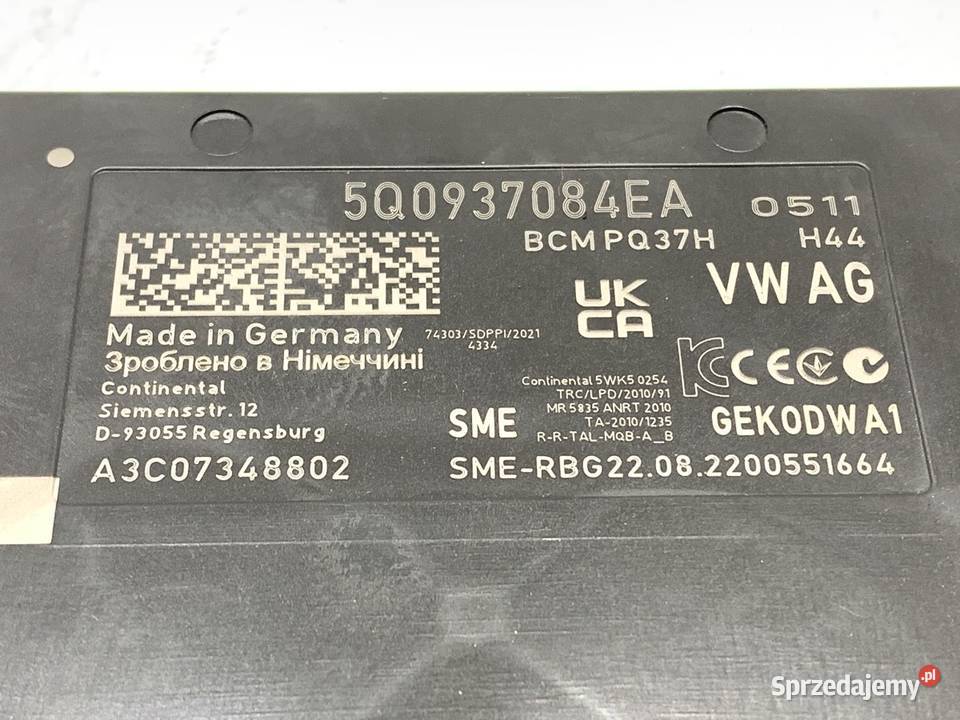 5Q0937084EA 0511
BCM PQ37H H44
VW AG
UK
CA
Made in Germany
74303/SDPPI/2021
4334
Зроблено в Німеччині
CE
Continental
Siemensstr. 12
D-93055 Regensburg
Continental 5WK5 0254
TRC/LPD/2010/91
MR 5835 ANRT 2010
TA-2010/1235
R-R-TAL-MQB-A_B
SME
GEK0DWA1
A3C07348802
SME-RBG22.08.2200551664
Sprzedajemy.pl